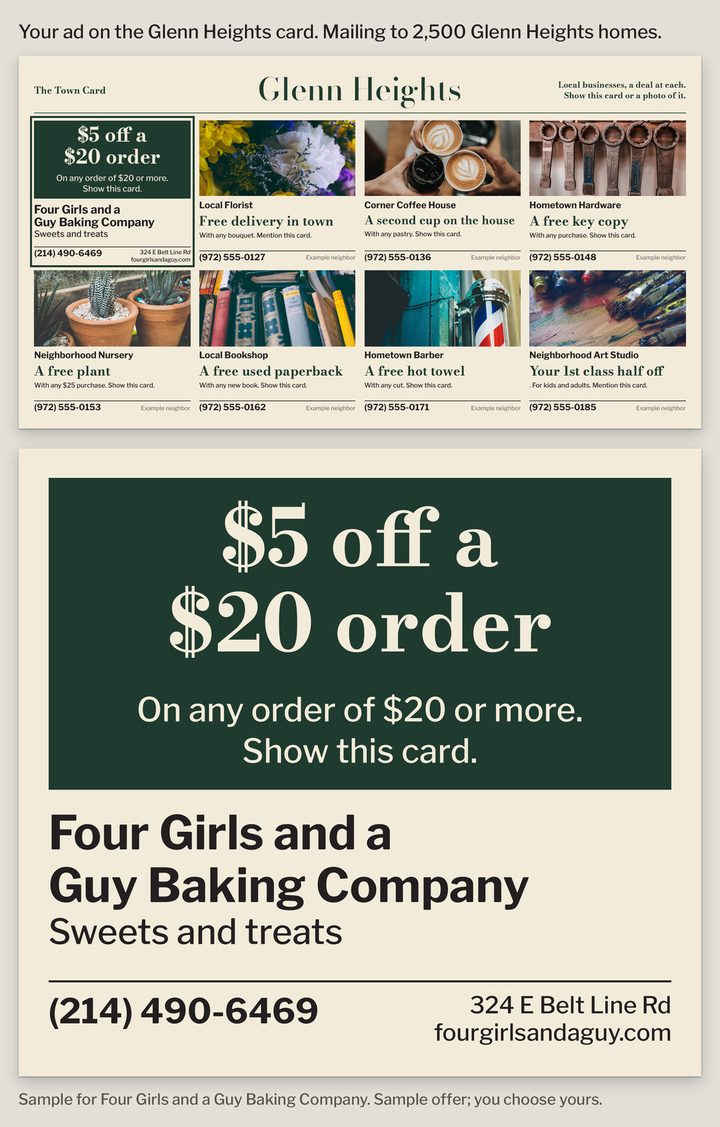 Your ad on the Glenn Heights card. Mailing to 2,500 Glenn Heights homes.
The Town Card
Glenn Heights
Local businesses, a deal at each.
Show this card or a photo of it.
$5 off a
$20 order
On any order of $20 or more.
Show this card.
Four Girls and a
Guy Baking Company
Sweets and treats
(214) 490-6469
324 E Belt Line Rd
fourgirlsandaguy.com
Local Florist
Free delivery in town
With any bouquet. Mention this card.
(972) 555-0127
Example neighbor
Corner Coffee House
A second cup on the house
With any pastry. Show this card.
(972) 555-0136
Example neighbor
Hometown Hardware
A free key copy
With any purchase. Show this card.
(972) 555-0148
Example neighbor
Neighborhood Nursery
A free plant
With any $25 purchase. Show this card.
(972) 555-0153
Example neighbor
Local Bookshop
A free used paperback
With any new book. Show this card.
(972) 555-0162
Example neighbor
Hometown Barber
A free hot towel
With any cut. Show this card.
(972) 555-0171
Example neighbor
Neighborhood Art Studio
Your 1st class half off
. For kids and adults. Mention this card.
(972) 555-0185
Example neighbor
$5 off a
$20 order
On any order of $20 or more.
Show this card.
Four Girls and a
Guy Baking Company
Sweets and treats
(214) 490-6469
324 E Belt Line Rd
fourgirlsandaguy.com
Sample for Four Girls and a Guy Baking Company. Sample offer; you choose yours.